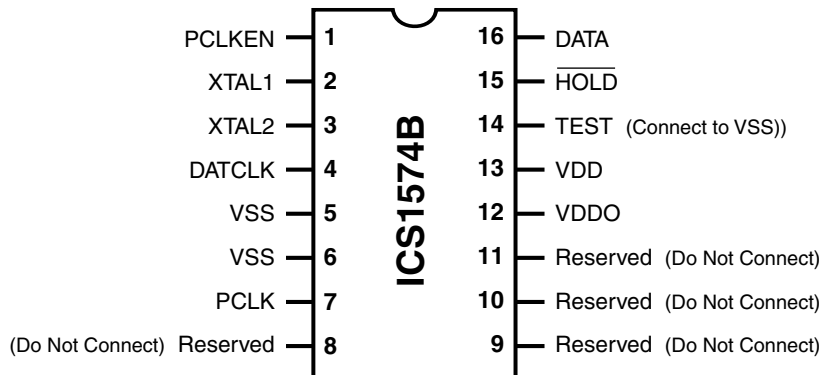 PCLKEN 1 16 DATA
XTAL1 2 15 HOLD
XTAL2 3 14 TEST (Connect to VSS))
DATCLK 4 13 VDD
VSS 5 12 VDDO
VSS 6 11 Reserved (Do Not Connect)
PCLK 7 10 Reserved (Do Not Connect)
(Do Not Connect) Reserved 8 9 Reserved (Do Not Connect)
ICS1574B